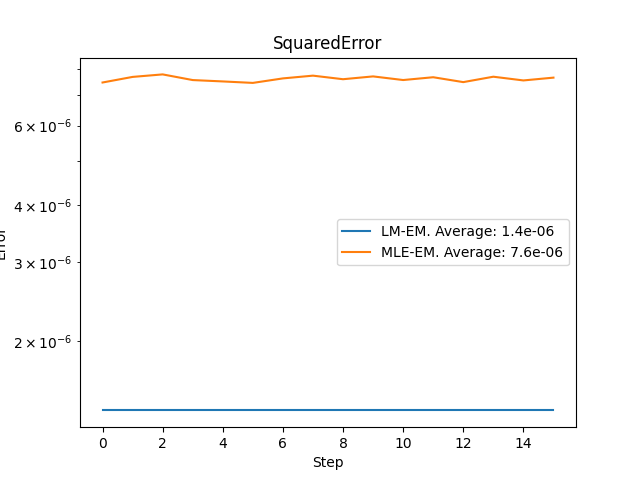 SquaredError
6 × 10⁻⁶
4 × 10⁻⁶
3 × 10⁻⁶
2 × 10⁻⁶
Error
LM-EM. Average: 1.4e-06
MLE-EM. Average: 7.6e-06
0 2 4 6 8 10 12 14
Step